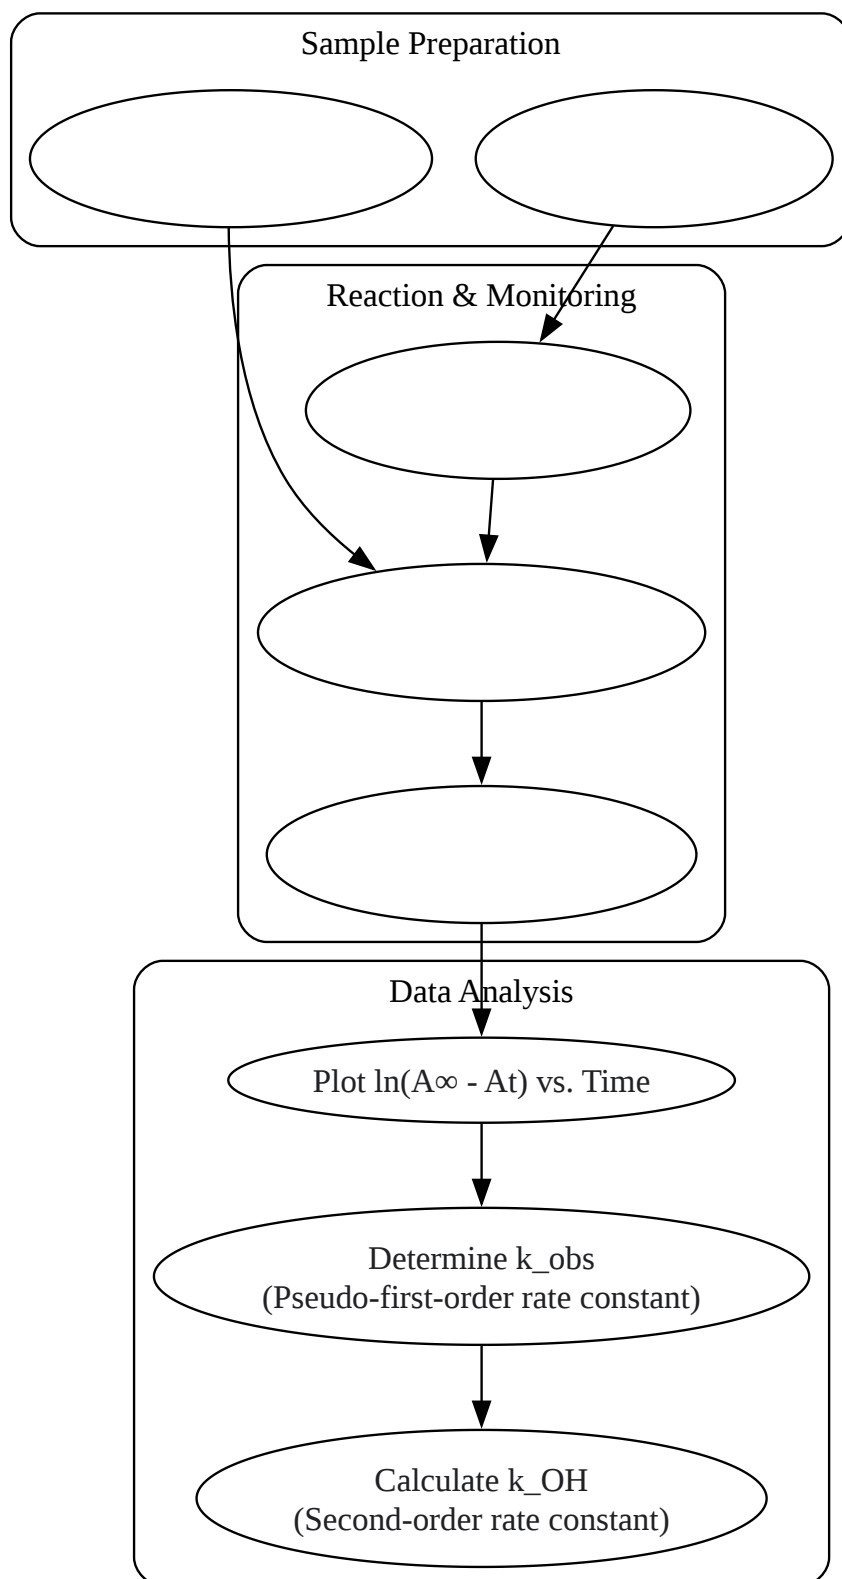 Sample Preparation
Reaction & Monitoring
Data Analysis
Plot ln(A∞ - At) vs. Time
Determine k_obs
(Pseudo-first-order rate constant)
Calculate k_OH
(Second-order rate constant)